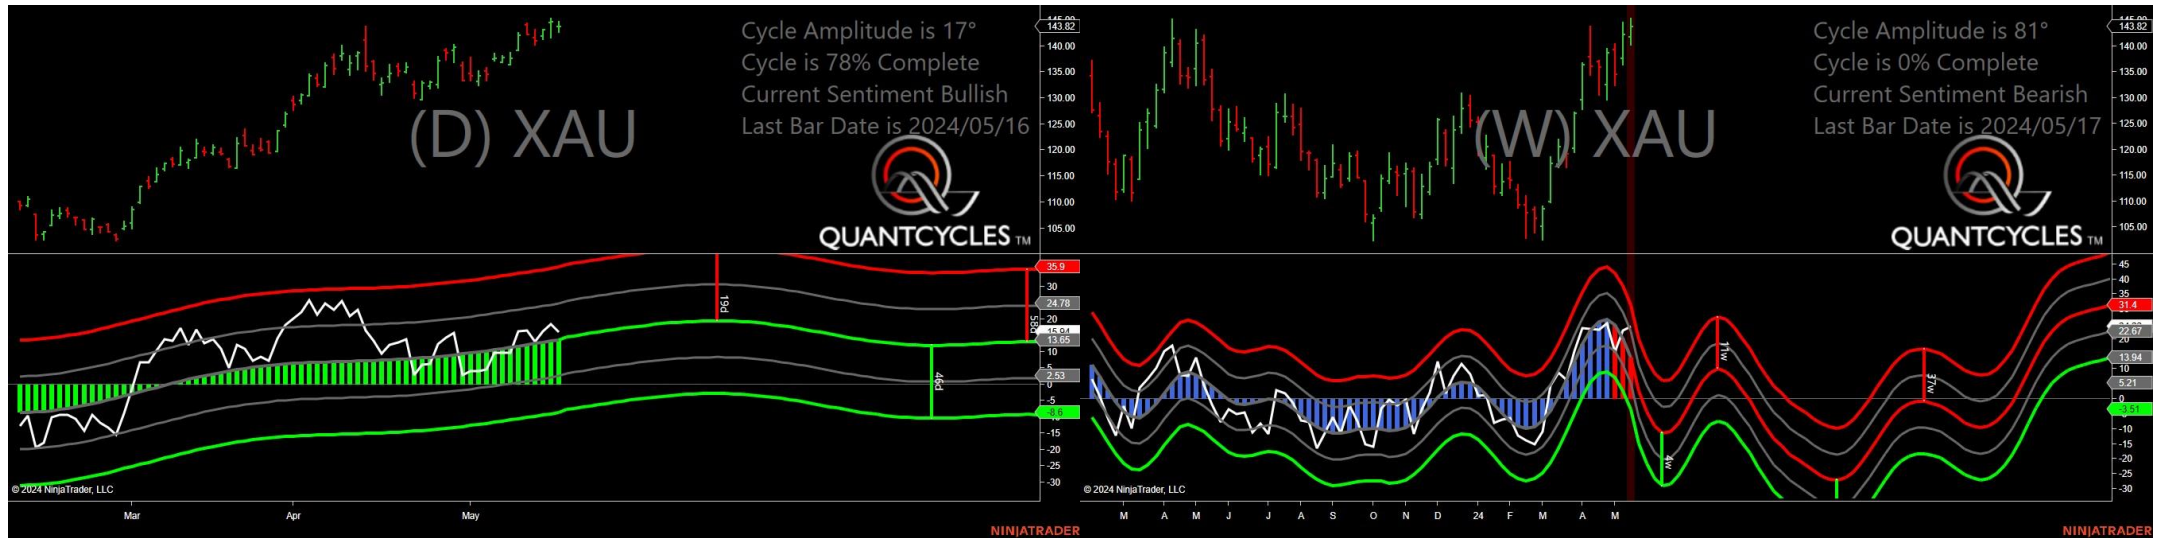 Cycle Amplitude is 17°
Cycle is 78% Complete
Current Sentiment Bullish
Last Bar Date is 2024/05/16
(D) XAU
QUANTCYCLES TM
145.00
143.82
140.00
135.00
130.00
125.00
120.00
115.00
110.00
105.00
35.9
30
24.78
20
15.94
13.65
10
5
2.53
0
-5
-8.6
-15
-20
-25
-30
19d
46d
58d
© 2024 NinjaTrader, LLC
Mar Apr May
NINJATRADER
Cycle Amplitude is 81°
Cycle is 0% Complete
Current Sentiment Bearish
Last Bar Date is 2024/05/17
(W) XAU
QUANTCYCLES TM
145.00
143.82
140.00
135.00
130.00
125.00
120.00
115.00
110.00
105.00
45
40
35
31.4
22.67
20
13.94
10
5.21
0
-3.51
-10
-15
-20
-25
-30
4w
11w
37w
© 2024 NinjaTrader, LLC
M A M J J A S O N D 24 F M A M
NINJATRADER